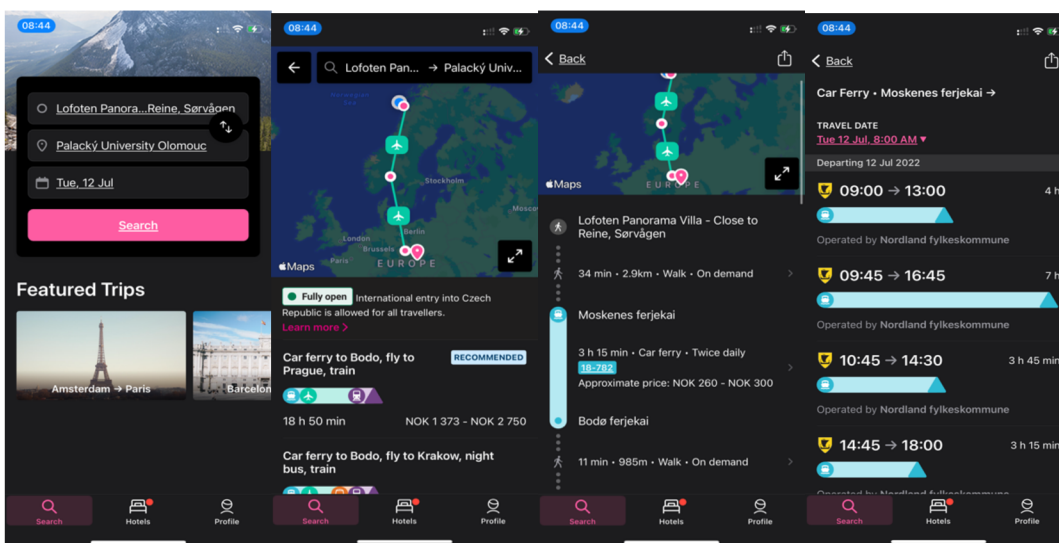 08:44
Lofoten Panora...Reine, Sørvågen
Palacký University Olomouc
Tue, 12 Jul
Search
Featured Trips
Amsterdam → Paris
Barcelon
Search
Hotels
Profile
08:44
Lofoten Pan... → Palacký Univ...
Norwegian
Sea
Stockholm
Mosco
London
Berlin
Brussels
Paris
EUROPE
Maps
Fully open
International entry into Czech
Republic is allowed for all travellers.
Learn more >
Car ferry to Bodo, fly to
Prague, train
RECOMMENDED
18 h 50 min
NOK 1 373 - NOK 2 750
Car ferry to Bodo, fly to Krakow, night
bus, train
Search
Hotels
Profile
08:44
Back
Maps
EUROPE
Lofoten Panorama Villa - Close to
Reine, Sørvågen
34 min • 2.9km • Walk • On demand
Moskenes ferjekai
3 h 15 min • Car ferry • Twice daily
18-782
Approximate price: NOK 260 - NOK 300
Bodø ferjekai
11 min • 985m • Walk • On demand
Search
Hotels
Profile
08:44
Back
Car Ferry • Moskenes ferjekai →
TRAVEL DATE
Tue 12 Jul, 8:00 AM ▼
Departing 12 Jul 2022
09:00 → 13:00
4 h
Operated by Nordland fylkeskommune
09:45 → 16:45
7 h
Operated by Nordland fylkeskommune
10:45 → 14:30
3 h 45 min
Operated by Nordland fylkeskommune
14:45 → 18:00
3 h 15 min
Operated by Nordland fylkeskommune
Search
Hotels
Profile